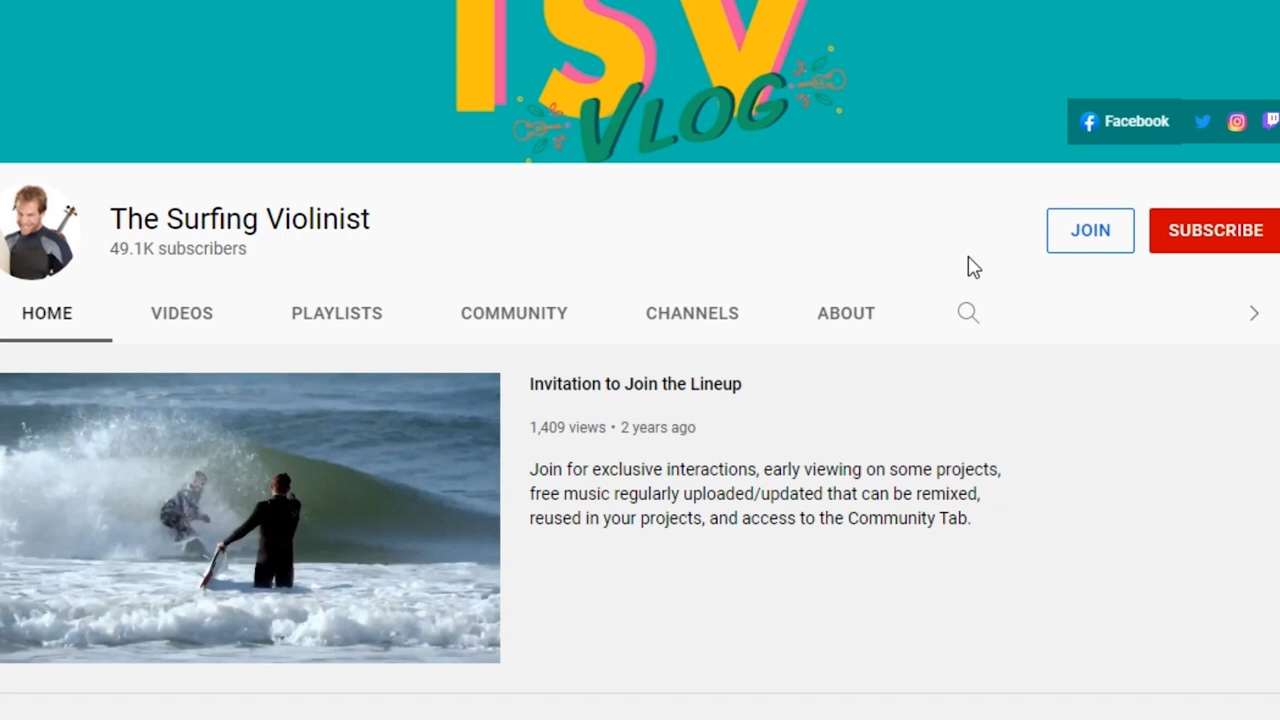 TSV
VLOG
Facebook
The Surfing Violinist
49.1K subscribers
JOIN
SUBSCRIBE
HOME
VIDEOS
PLAYLISTS
COMMUNITY
CHANNELS
ABOUT
Invitation to Join the Lineup
1,409 views • 2 years ago
Join for exclusive interactions, early viewing on some projects,
free music regularly uploaded/updated that can be remixed,
reused in your projects, and access to the Community Tab.